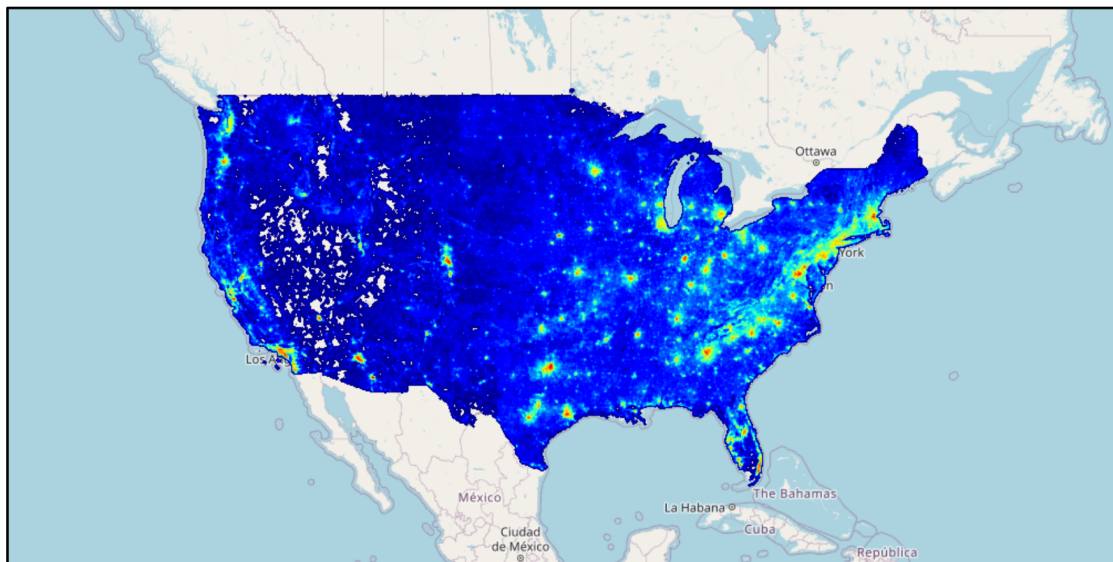 Ottawa
York
n
Los A
México
The Bahamas
La Habana
Cuba
Ciudad
de México
República